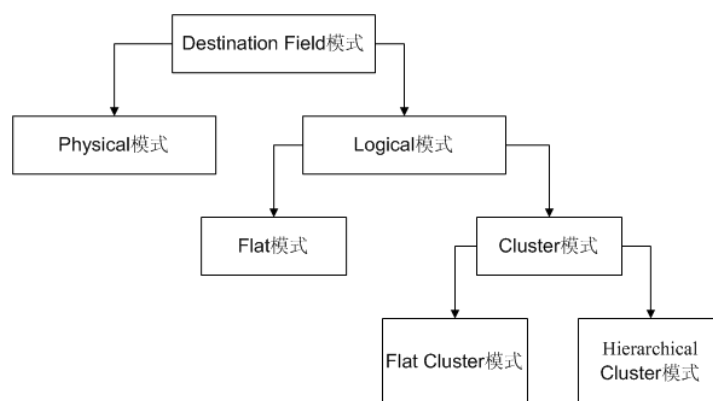 Destination Field模式
Physical模式
Logical模式
Flat模式
Cluster模式
Flat Cluster模式
Hierarchical
Cluster模式